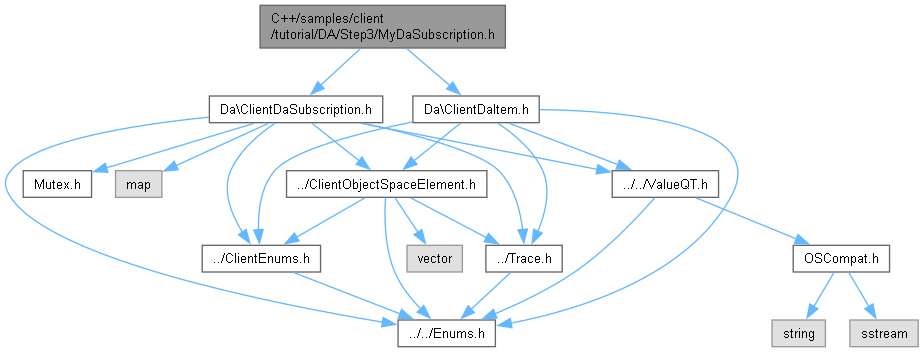 C++/samples/client
/tutorial/DA/Step3/MyDaSubscription.h
Da\ClientDaSubscription.h
Da\ClientDaItem.h
Mutex.h
map
../ClientObjectSpaceElement.h
../../ValueQT.h
../ClientEnums.h
vector
../Trace.h
OSCompat.h
../../Enums.h
string
sstream